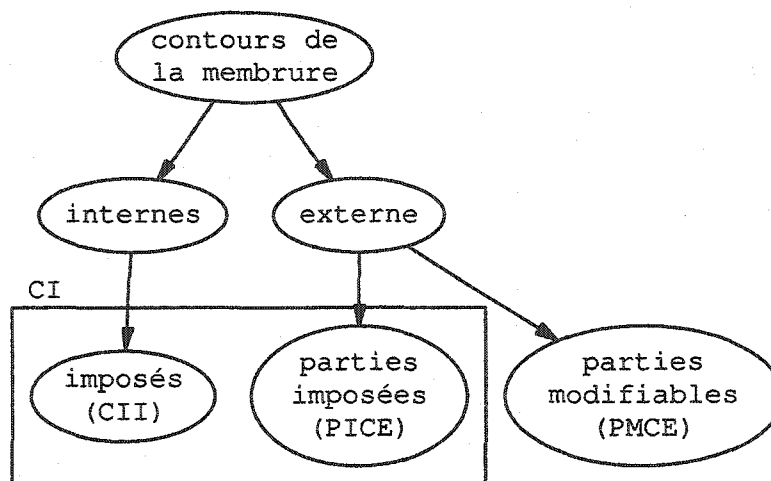 contours de
la membrure
internes
externe
CI
imposés
(CII)
parties
imposées
(PICE)
parties
modifiables
(PMCE)